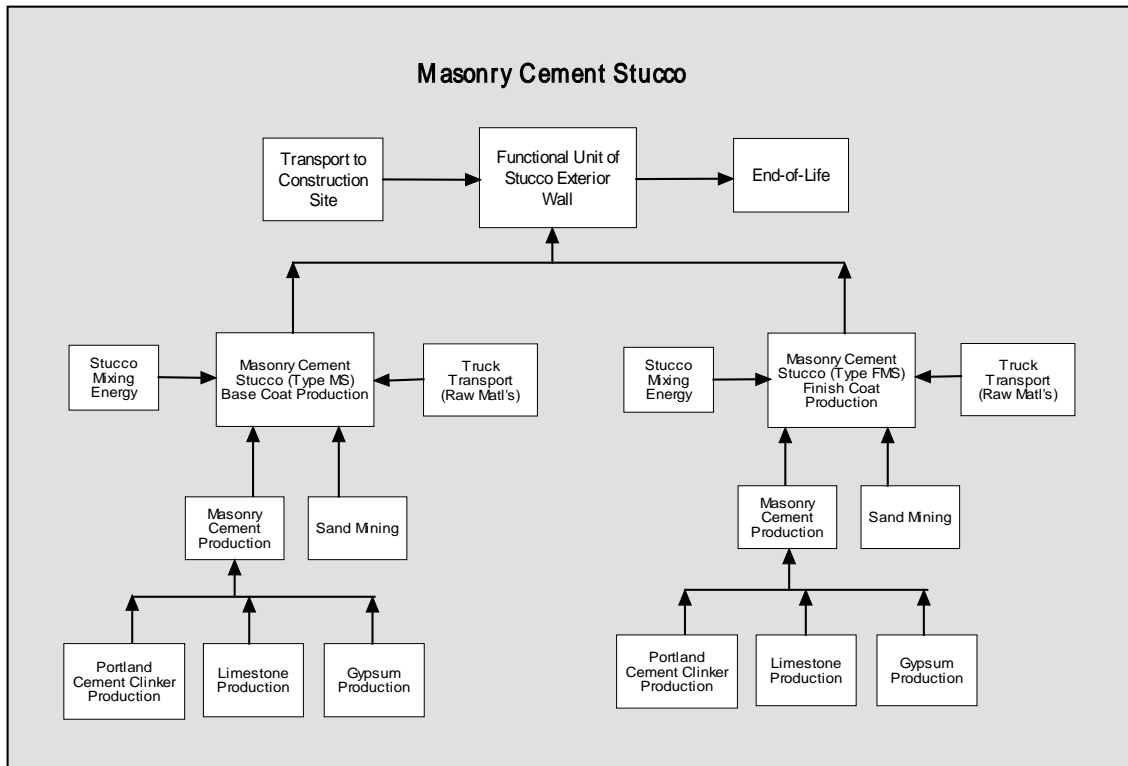 Masonry Cement Stucco
Transport to
Construction
Site
Functional Unit of
Stucco Exterior
Wall
End-of-Life
Stucco
Mixing
Energy
Masonry Cement
Stucco (Type MS)
Base Coat Production
Truck
Transport
(Raw Matl's)
Stucco
Mixing
Energy
Masonry Cement
Stucco (Type FMS)
Finish Coat
Production
Truck
Transport
(Raw Matl's)
Masonry
Cement
Production
Sand Mining
Masonry
Cement
Production
Sand Mining
Portland
Cement Clinker
Production
Limestone
Production
Gypsum
Production
Portland
Cement Clinker
Production
Limestone
Production
Gypsum
Production